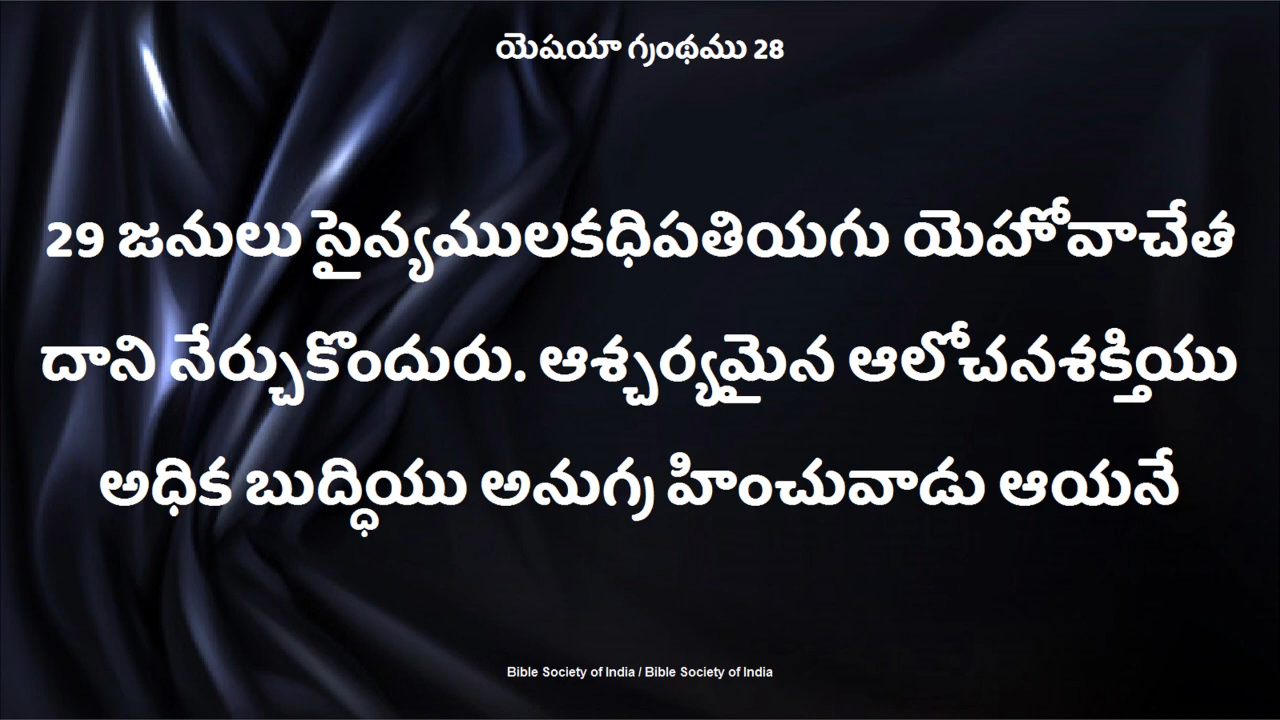 యెషయా గ్రంథము 28
29 జనులు సైన్యములకధిపతియగు యెహోవాచేత
దాని నేర్చుకొందురు. ఆశ్చర్యమైన ఆలోచనశక్తియు
అధిక బుద్ధియు అనుగ్ర హించువాడు ఆయనే
Bible Society of India / Bible Society of India